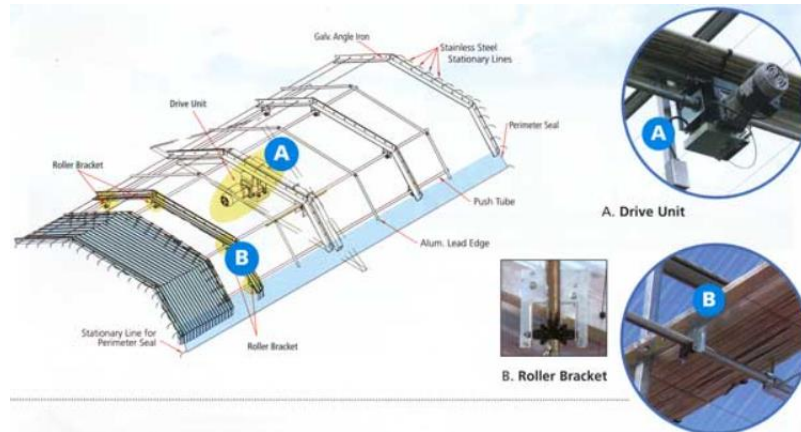 Galv. Angle Iron
Stainless Steel
Stationary Lines
Drive Unit
A
Perimeter Seal
Roller Bracket
A
A. Drive Unit
Push Tube
Alum. Lead Edge
B
B
Stationary Line for
Perimeter Seal
Roller Bracket
B. Roller Bracket